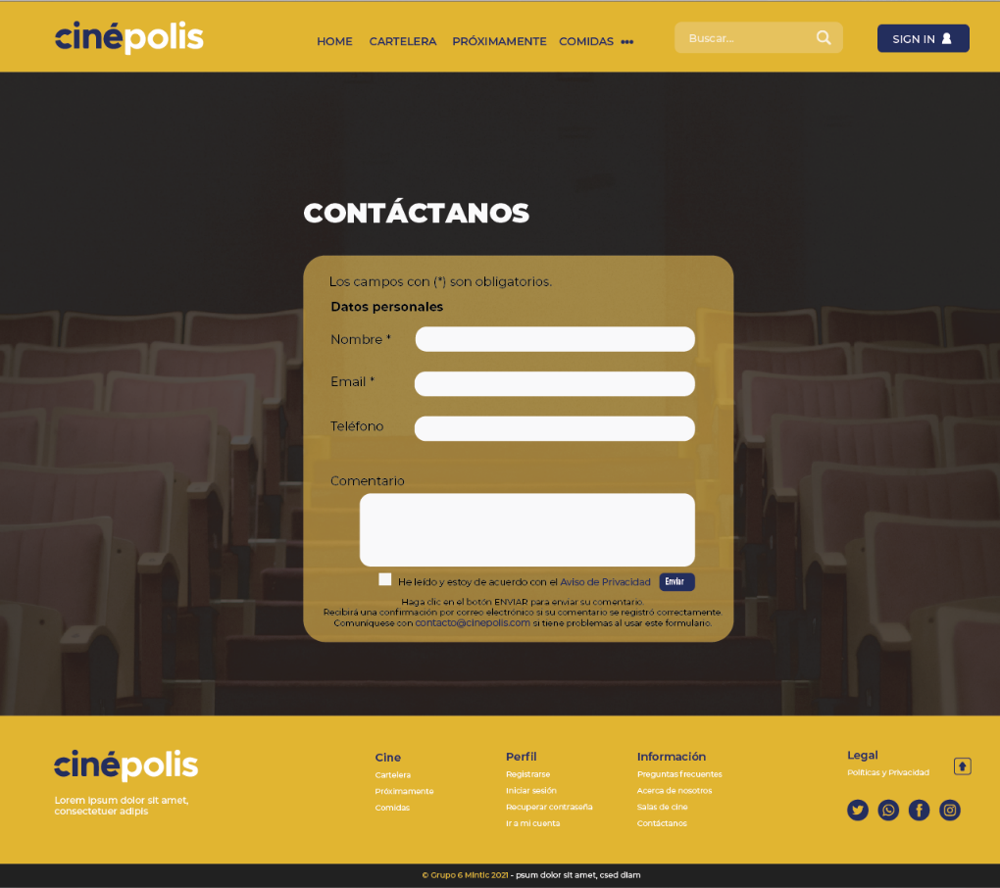 cinépolis
HOME CARTELERA PRÓXIMAMENTE COMIDAS •••
Buscar...
SIGN IN
CONTÁCTANOS
Los campos con (*) son obligatorios.
Datos personales
Nombre *
Email *
Teléfono
Comentario
He leído y estoy de acuerdo con el Aviso de Privacidad
Enviar
Haga clic en el botón ENVIAR para enviar su comentario.
Recibirá una confirmación por correo electrónico si su comentario se registró correctamente.
Comuníquese con contacto@cinepolis.com si tiene problemas al usar este formulario.
cinépolis
Lorem ipsum dolor sit amet,
consectetuer adipis
Cine
Cartelera
Próximamente
Comidas
Perfil
Registrarse
Iniciar sesión
Recuperar contraseña
Ir a mi cuenta
Información
Preguntas frecuentes
Acerca de nosotros
Salas de cine
Contáctanos
Legal
Políticas y Privacidad
© Grupo 6 Mintic 2021 - psum dolor sit amet, csed diam